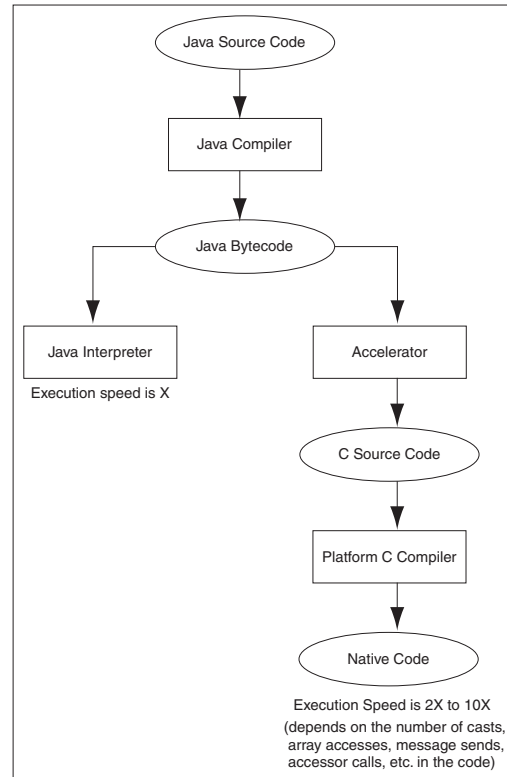 Java Source Code
Java Compiler
Java Bytecode
Java Interpreter
Execution speed is X
Accelerator
C Source Code
Platform C Compiler
Native Code
Execution Speed is 2X to 10X
(depends on the number of casts,
array accesses, message sends,
accessor calls, etc. in the code)